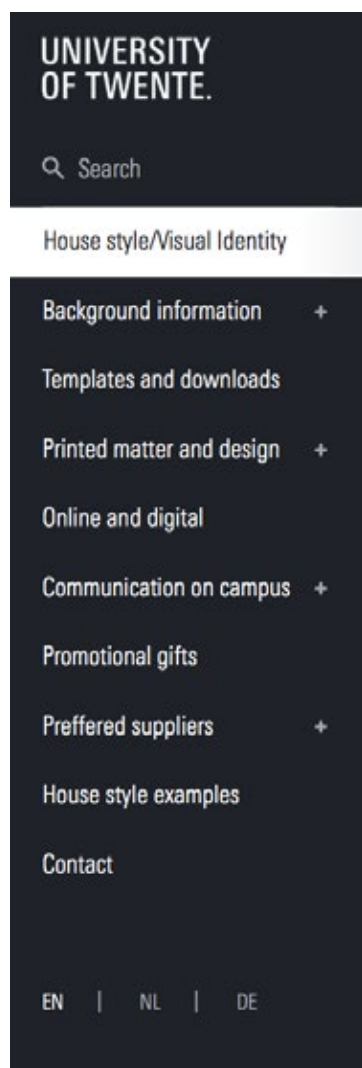 UNIVERSITY
OF TWENTE.
Search
House style/Visual Identity
Background information +
Templates and downloads
Printed matter and design +
Online and digital
Communication on campus +
Promotional gifts
Preffered suppliers +
House style examples
Contact
EN | NL | DE